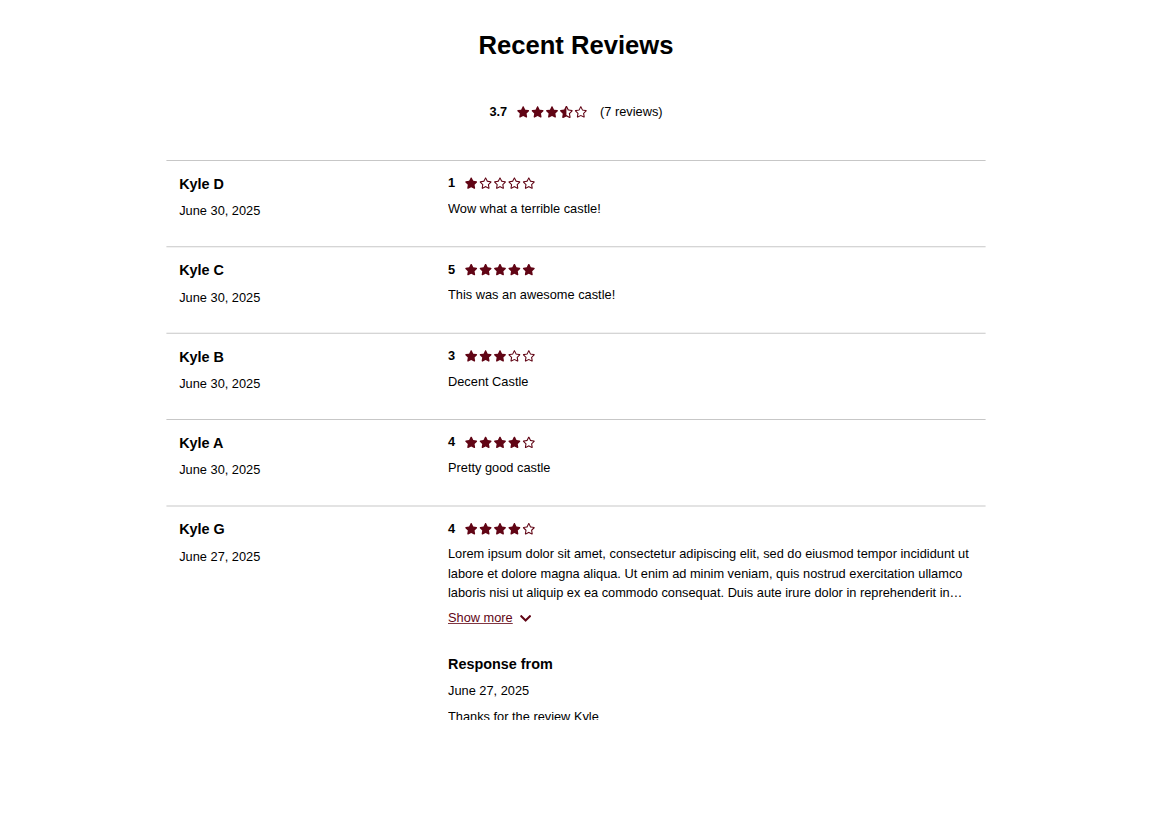 Recent Reviews
3.7 (7 reviews)
Kyle D
June 30, 2025
1
Wow what a terrible castle!
Kyle C
June 30, 2025
5
This was an awesome castle!
Kyle B
June 30, 2025
3
Decent Castle
Kyle A
June 30, 2025
4
Pretty good castle
Kyle G
June 27, 2025
4
Lorem ipsum dolor sit amet, consectetur adipiscing elit, sed do eiusmod tempor incididunt ut
labore et dolore magna aliqua. Ut enim ad minim veniam, quis nostrud exercitation ullamco
laboris nisi ut aliquip ex ea commodo consequat. Duis aute irure dolor in reprehenderit in…
Show more
Response from
June 27, 2025
Thanks for the review Kyle